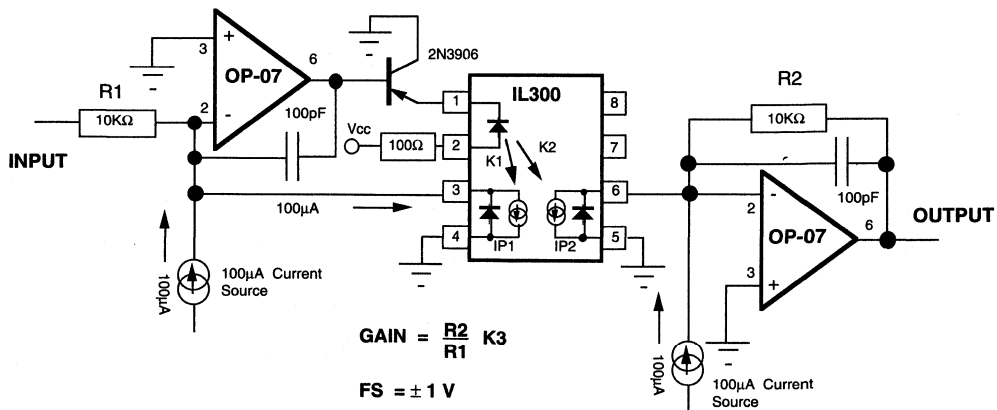 2N3906
+
3
6
OP-07
2
-
R1
10KΩ
INPUT
100pF
Vcc
100Ω
IL300
1
2
3
4
8
7
6
5
K1
K2
IP1
IP2
100μA
100μA
100μA Current
Source
R2
10KΩ
100pF
2
-
OP-07
6
3
+
OUTPUT
100μA
100μA Current
Source
GAIN = R2/R1 K3
FS = ± 1 V